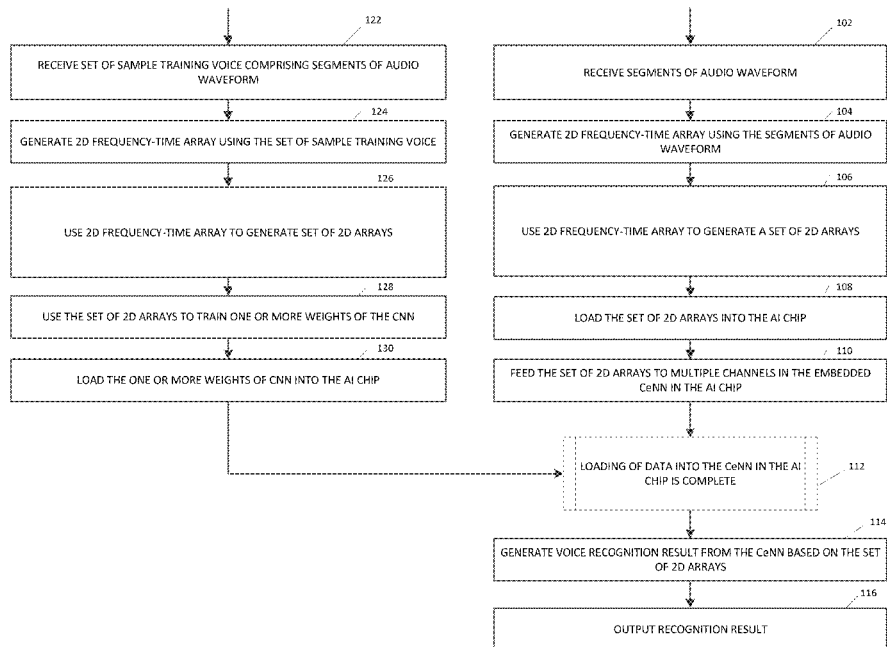 122
RECEIVE SET OF SAMPLE TRAINING VOICE COMPRISING SEGMENTS OF AUDIO
WAVEFORM
124
GENERATE 2D FREQUENCY-TIME ARRAY USING THE SET OF SAMPLE TRAINING VOICE
126
USE 2D FREQUENCY-TIME ARRAY TO GENERATE SET OF 2D ARRAYS
128
USE THE SET OF 2D ARRAYS TO TRAIN ONE OR MORE WEIGHTS OF THE CNN
130
LOAD THE ONE OR MORE WEIGHTS OF CNN INTO THE AI CHIP
102
RECEIVE SEGMENTS OF AUDIO WAVEFORM
104
GENERATE 2D FREQUENCY-TIME ARRAY USING THE SEGMENTS OF AUDIO
WAVEFORM
106
USE 2D FREQUENCY-TIME ARRAY TO GENERATE A SET OF 2D ARRAYS
108
LOAD THE SET OF 2D ARRAYS INTO THE AI CHIP
110
FEED THE SET OF 2D ARRAYS TO MULTIPLE CHANNELS IN THE EMBEDDED
CeNN IN THE AI CHIP
LOADING OF DATA INTO THE CeNN IN THE AI
CHIP IS COMPLETE
112
114
GENERATE VOICE RECOGNITION RESULT FROM THE CeNN BASED ON THE SET
OF 2D ARRAYS
116
OUTPUT RECOGNITION RESULT